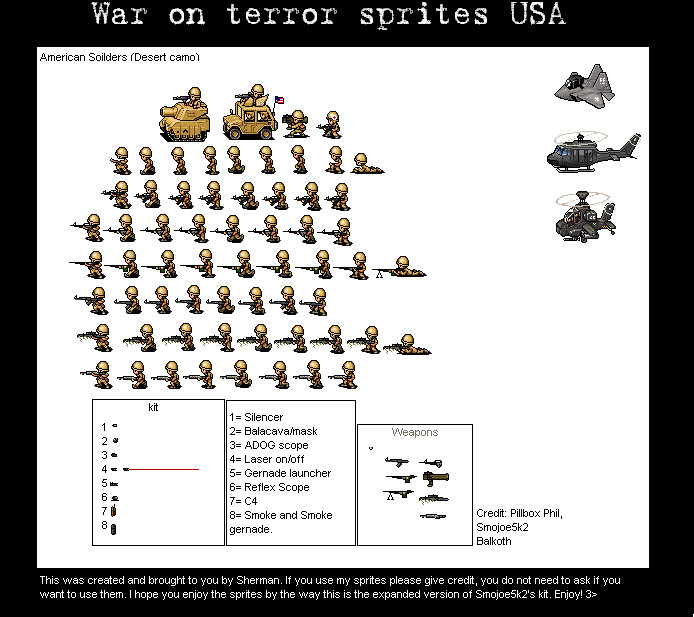 War on terror sprites USA
American Soilders (Desert camo)
kit
1
2
3
4
5
6
7
8
1= Silencer
2= Balacava/mask
3= ADOG scope
4= Laser on/off
5= Gernade launcher
6= Reflex Scope
7= C4
8= Smoke and Smoke
gernade.
Weapons
Credit: Pillbox Phil,
Smojoe5k2
Balkoth
This was created and brought to you by Sherman. If you use my sprites please give credit, you do not need to ask if you
want to use them. I hope you enjoy the sprites by the way this is the expanded version of Smojoe5k2's kit. Enjoy! 3>